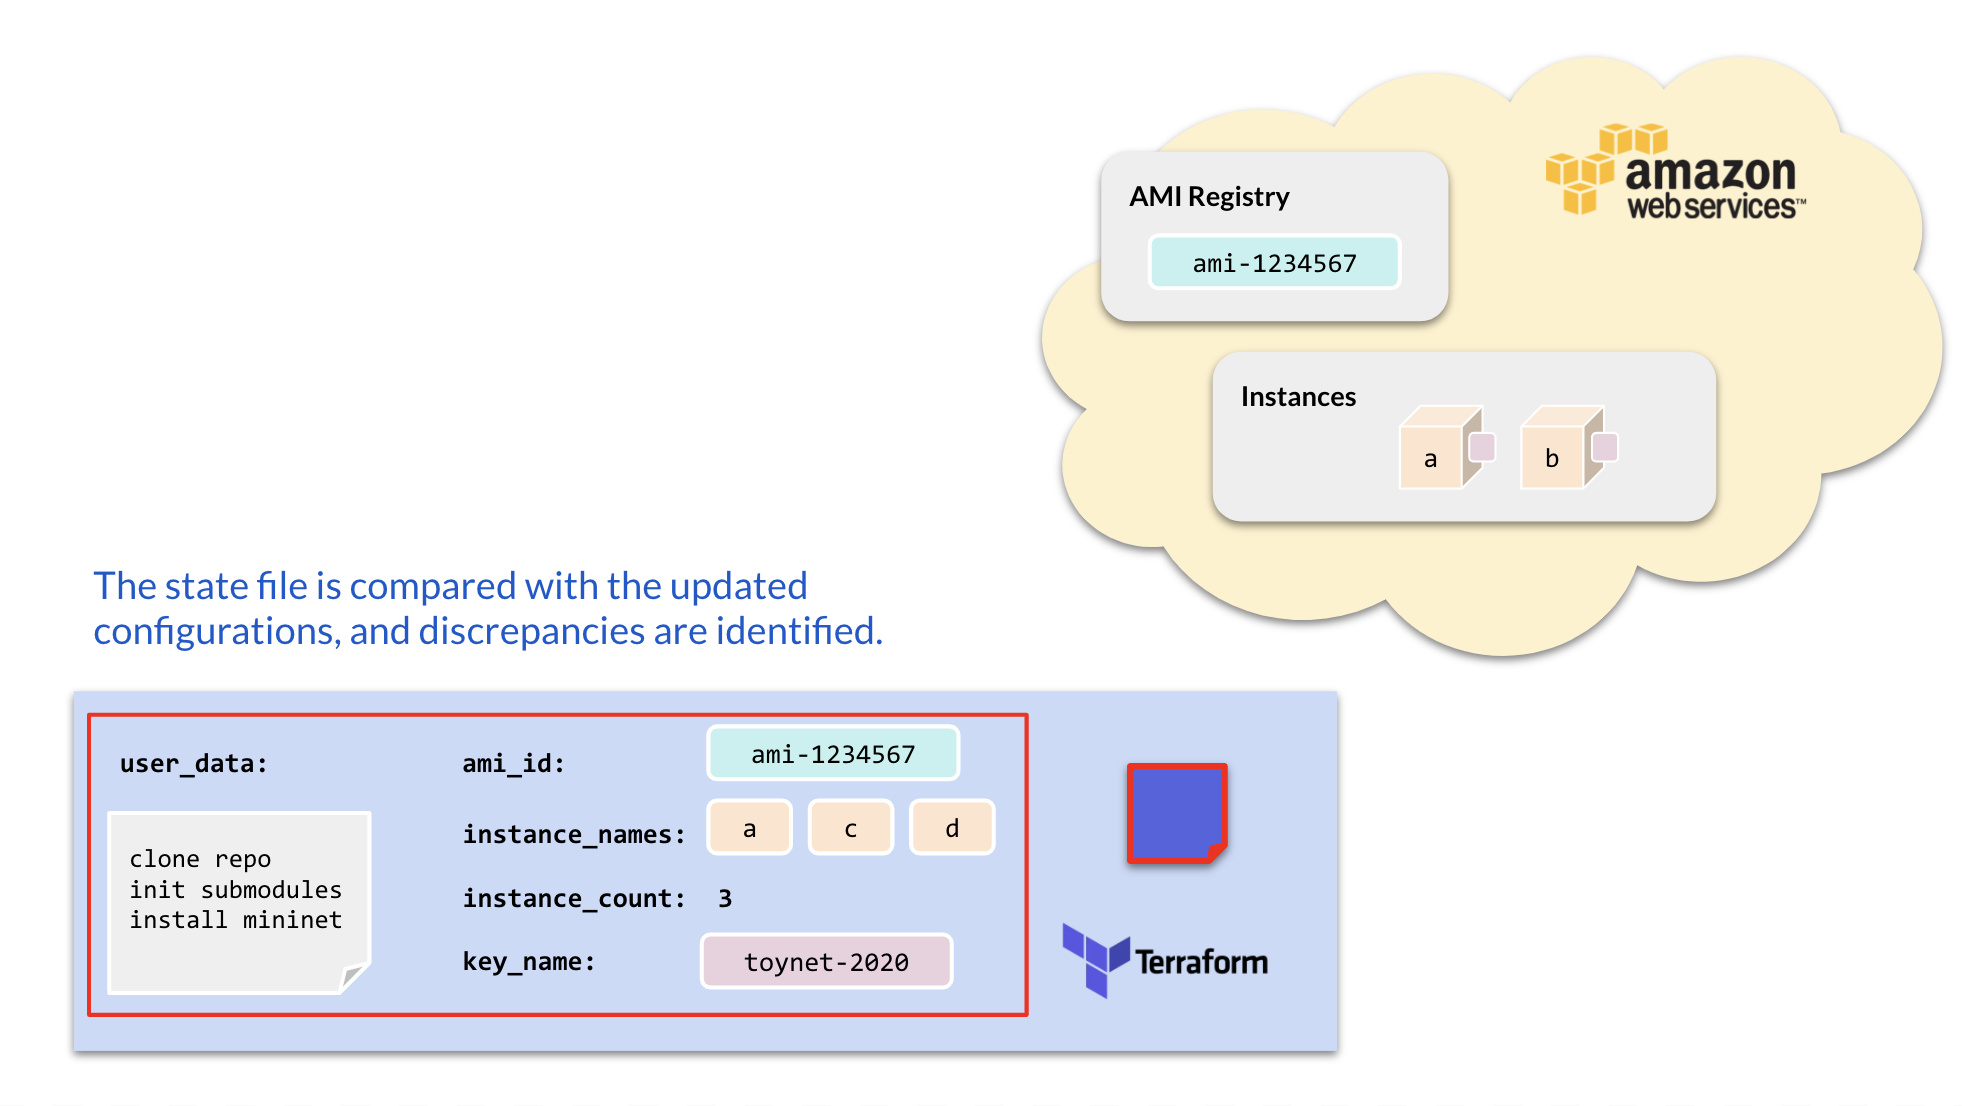 amazon
web services™
AMI Registry
ami-1234567
Instances
a
b
The state file is compared with the updated
configurations, and discrepancies are identified.
user_data:
clone repo
init submodules
install mininet
ami_id: ami-1234567
instance_names: a c d
instance_count: 3
key_name: toynet-2020
Terraform